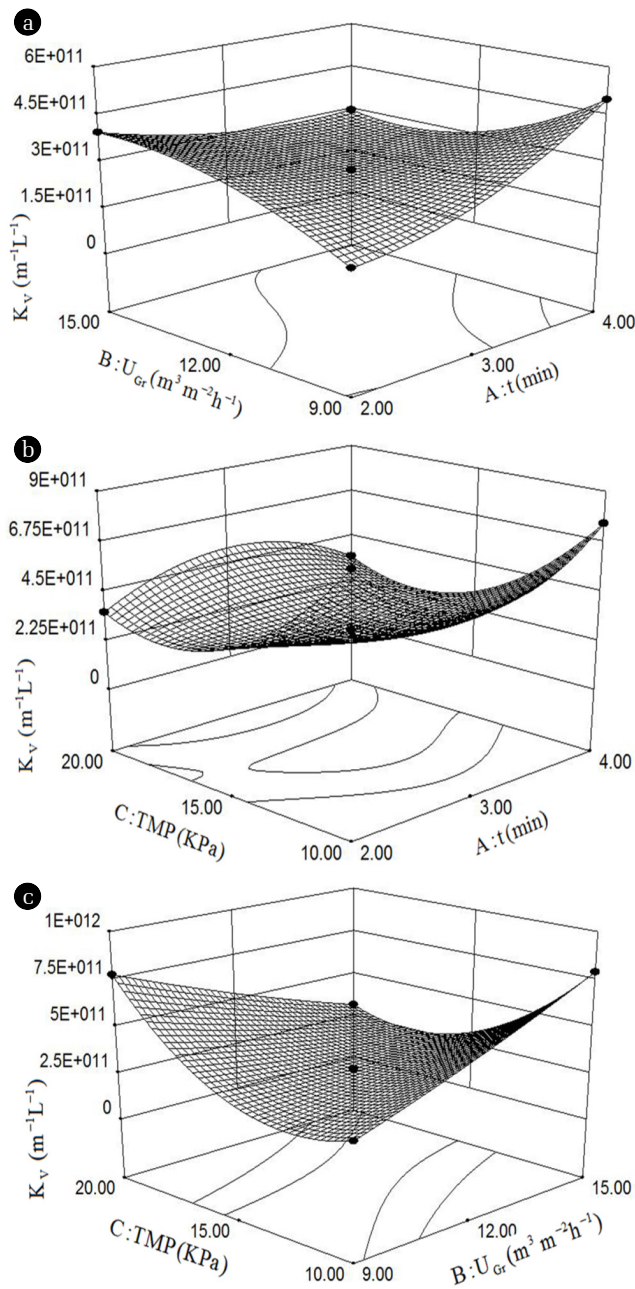 a
6E+011
4.5E+011
3E+011
1.5E+011
0
K_V (m⁻¹L⁻¹)
15.00
12.00
9.00
B:U_Gr (m³ m⁻²h⁻¹)
2.00
3.00
4.00
A:t(min)
b
9E+011
6.75E+011
4.5E+011
2.25E+011
0
K_V (m⁻¹L⁻¹)
20.00
15.00
10.00
C:TMP(KPa)
2.00
3.00
4.00
A:t(min)
c
1E+012
7.5E+011
5E+011
2.5E+011
0
K_V (m⁻¹L⁻¹)
20.00
15.00
10.00
C:TMP(KPa)
9.00
12.00
15.00
B:U_Gr (m³ m⁻²h⁻¹)